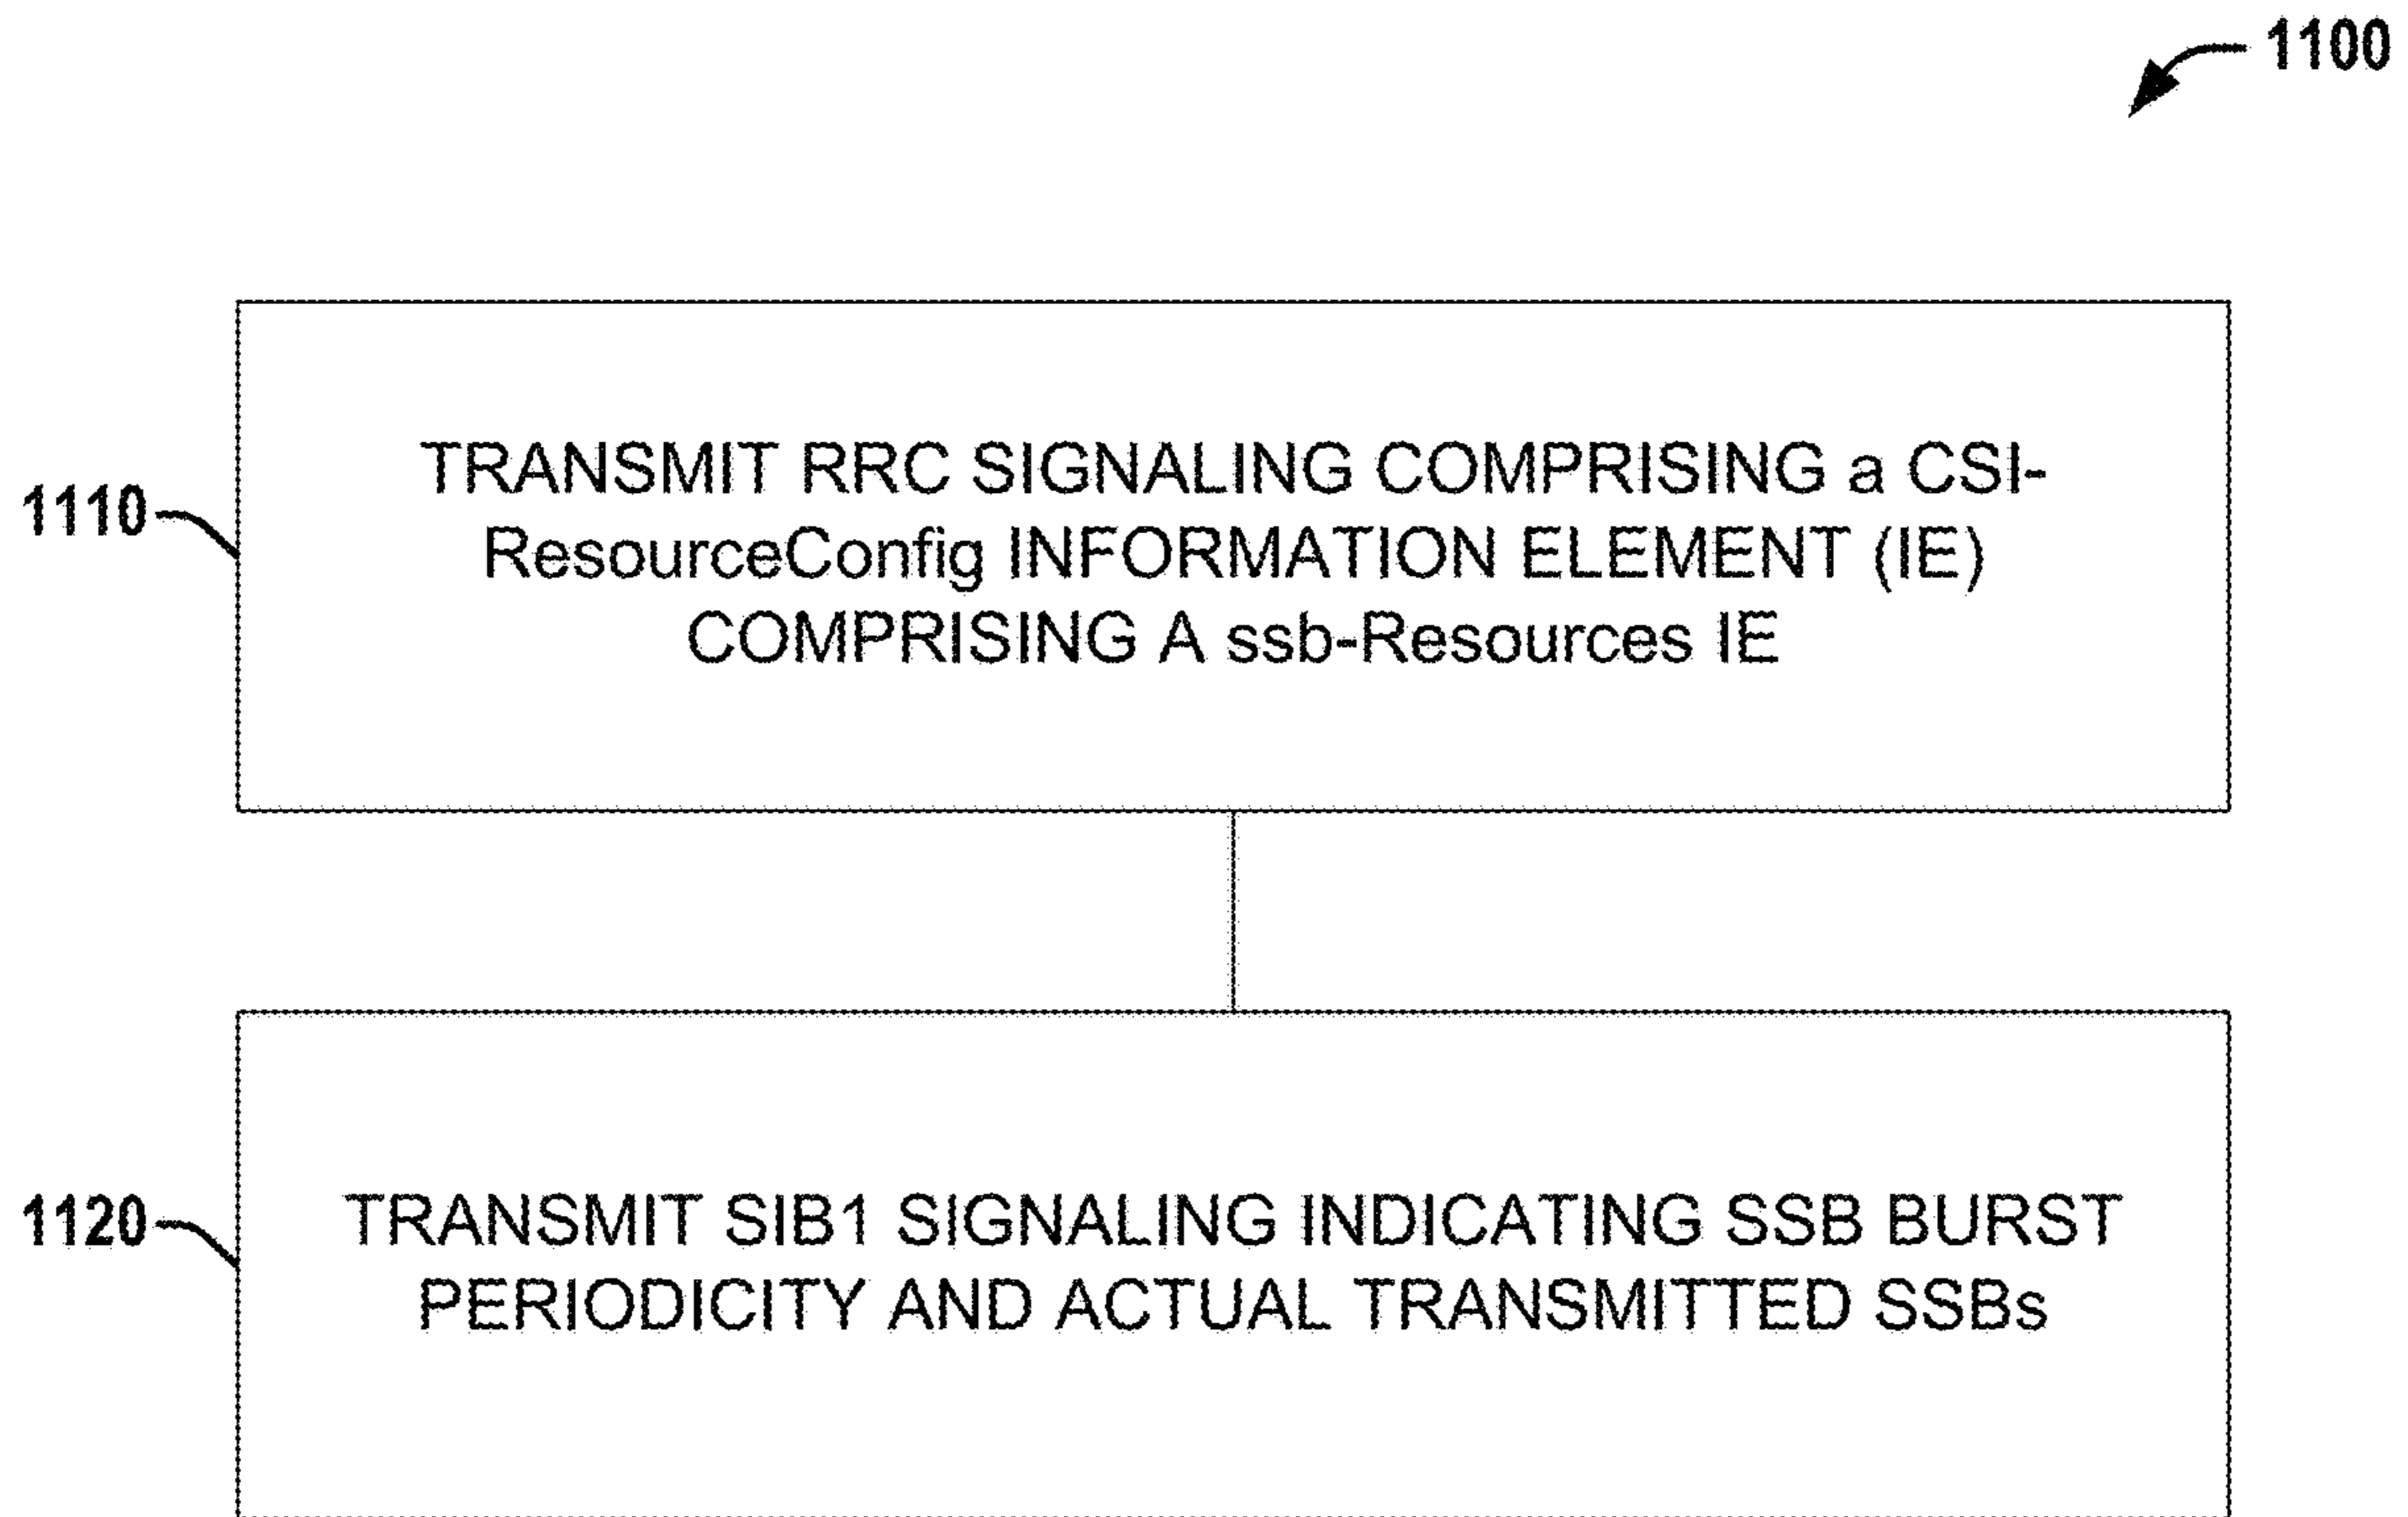 1100
1110
TRANSMIT RRC SIGNALING COMPRISING a CSI-
ResourceConfig INFORMATION ELEMENT (IE)
COMPRISING A ssb-Resources IE
1120
TRANSMIT SIB1 SIGNALING INDICATING SSB BURST
PERIODICITY AND ACTUAL TRANSMITTED SSBs